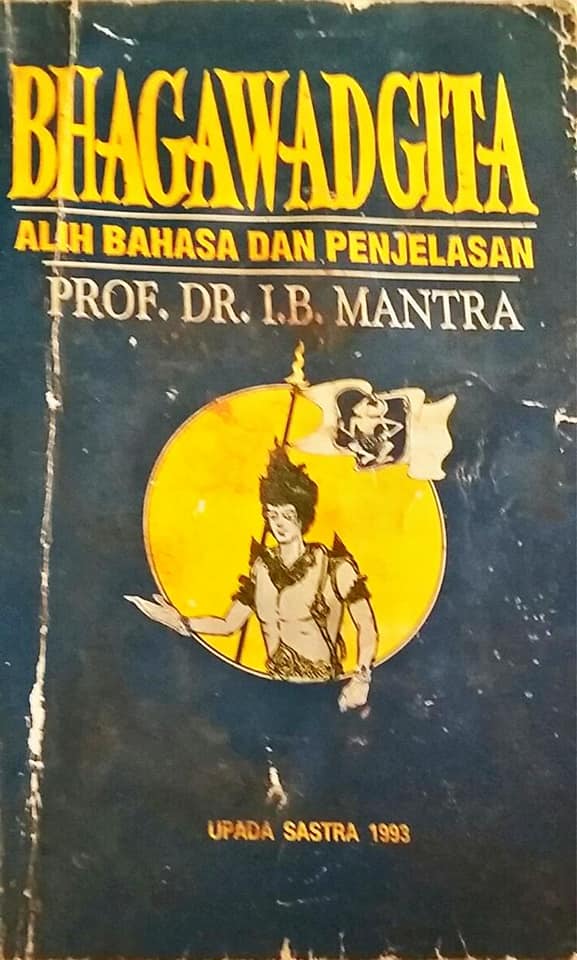 BHAGAWADGITA
ALIH BAHASA DAN PENJELASAN
PROF. DR. I.B. MANTRA
UPADA SASTRA 1993